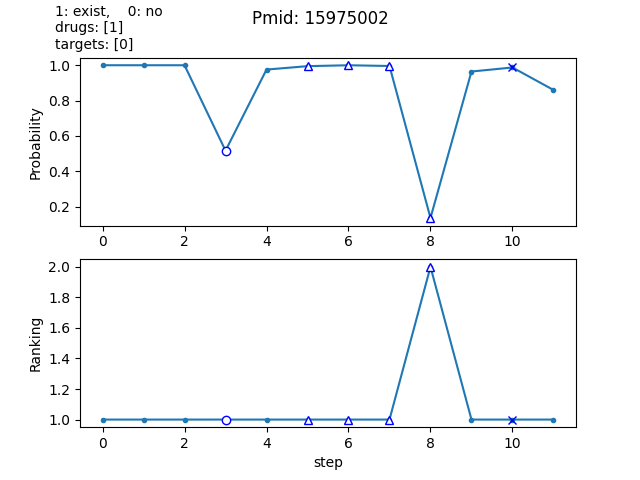 1: exist,    0: no
drugs: [1]
targets: [0]
Pmid: 15975002
Probability
1.0
0.8
0.6
0.4
0.2
0 2 4 6 8 10
Ranking
2.0
1.8
1.6
1.4
1.2
1.0
0 2 4 6 8 10
step